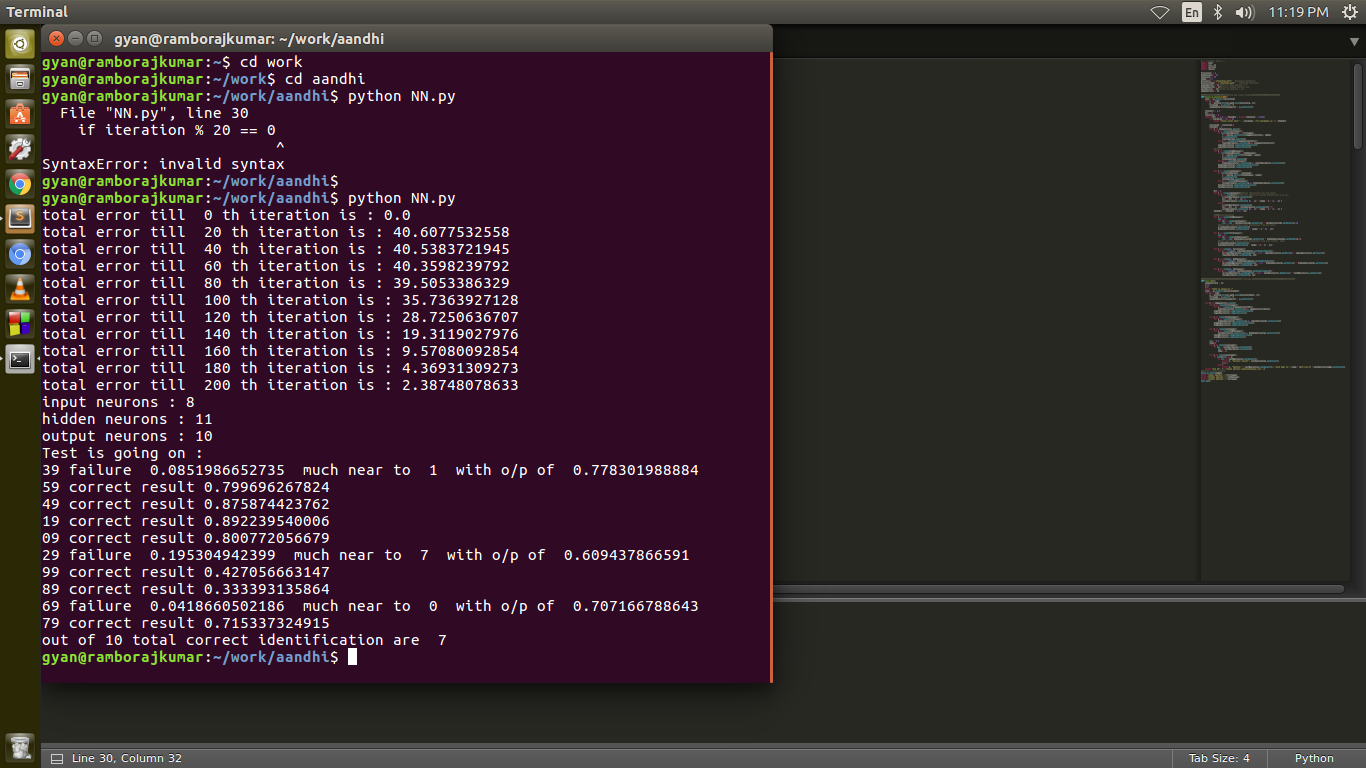 Terminal
En
11:19 PM
gyan@ramborajkumar: ~/work/aandhi
gyan@ramborajkumar:~$ cd work
gyan@ramborajkumar:~/work$ cd aandhi
gyan@ramborajkumar:~/work/aandhi$ python NN.py
  File "NN.py", line 30
    if iteration % 20 == 0
                          ^
SyntaxError: invalid syntax
gyan@ramborajkumar:~/work/aandhi$
gyan@ramborajkumar:~/work/aandhi$ python NN.py
total error till  0 th iteration is : 0.0
total error till  20 th iteration is : 40.6077532558
total error till  40 th iteration is : 40.5383721945
total error till  60 th iteration is : 40.3598239792
total error till  80 th iteration is : 39.5053386329
total error till  100 th iteration is : 35.7363927128
total error till  120 th iteration is : 28.7250636707
total error till  140 th iteration is : 19.3119027976
total error till  160 th iteration is : 9.57080092854
total error till  180 th iteration is : 4.36931309273
total error till  200 th iteration is : 2.38748078633
input neurons : 8
hidden neurons : 11
output neurons : 10
Test is going on :
39 failure  0.0851986652735  much near to  1  with o/p of  0.778301988884
59 correct result 0.799696267824
49 correct result 0.875874423762
19 correct result 0.892239540006
09 correct result 0.800772056679
29 failure  0.195304942399  much near to  7  with o/p of  0.609437866591
99 correct result 0.427056663147
89 correct result 0.333393135864
69 failure  0.0418660502186  much near to  0  with o/p of  0.707166788643
79 correct result 0.715337324915
out of 10 total correct identification are  7
gyan@ramborajkumar:~/work/aandhi$
Line 30, Column 32
Tab Size: 4
Python